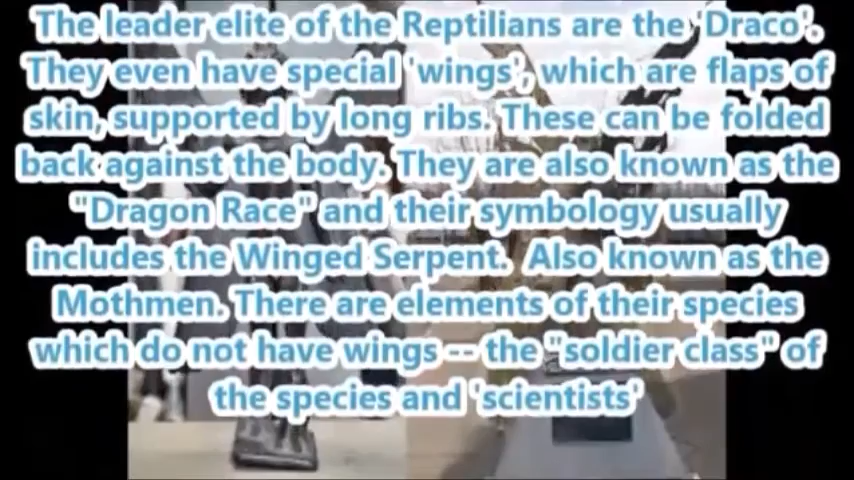 The leader elite of the Reptilians are the 'Draco'.
They even have special 'wings', which are flaps of
skin, supported by long ribs. These can be folded
back against the body. They are also known as the
"Dragon Race" and their symbology usually
includes the Winged Serpent.  Also known as the
Mothmen. There are elements of their species
which do not have wings -- the "soldier class" of
the species and 'scientists'